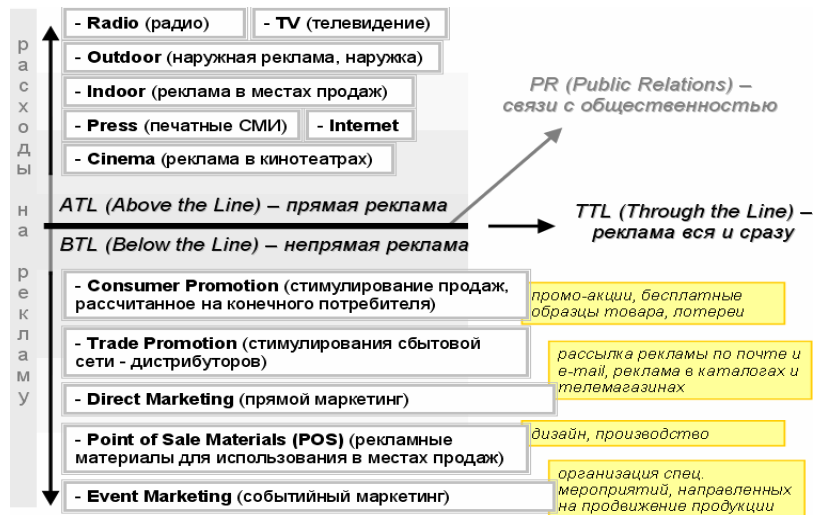 расходы на рекламу
- Radio (радио)
- TV (телевидение)
- Outdoor (наружная реклама, наружка)
- Indoor (реклама в местах продаж)
- Press (печатные СМИ)
- Internet
- Cinema (реклама в кинотеатрах)
PR (Public Relations) –
связи с общественностью
ATL (Above the Line) – прямая реклама
BTL (Below the Line) – непрямая реклама
TTL (Through the Line) –
реклама вся и сразу
- Consumer Promotion (стимулирование продаж,
рассчитанное на конечного потребителя)
промо-акции, бесплатные
образцы товара, лотереи
- Trade Promotion (стимулирования сбытовой
сети - дистрибуторов)
рассылка рекламы по почте и
e-mail, реклама в каталогах и
телемагазинах
- Direct Marketing (прямой маркетинг)
- Point of Sale Materials (POS) (рекламные
материалы для использования в местах продаж)
дизайн, производство
- Event Marketing (событийный маркетинг)
организация спец.
мероприятий, направленных
на продвижение продукции